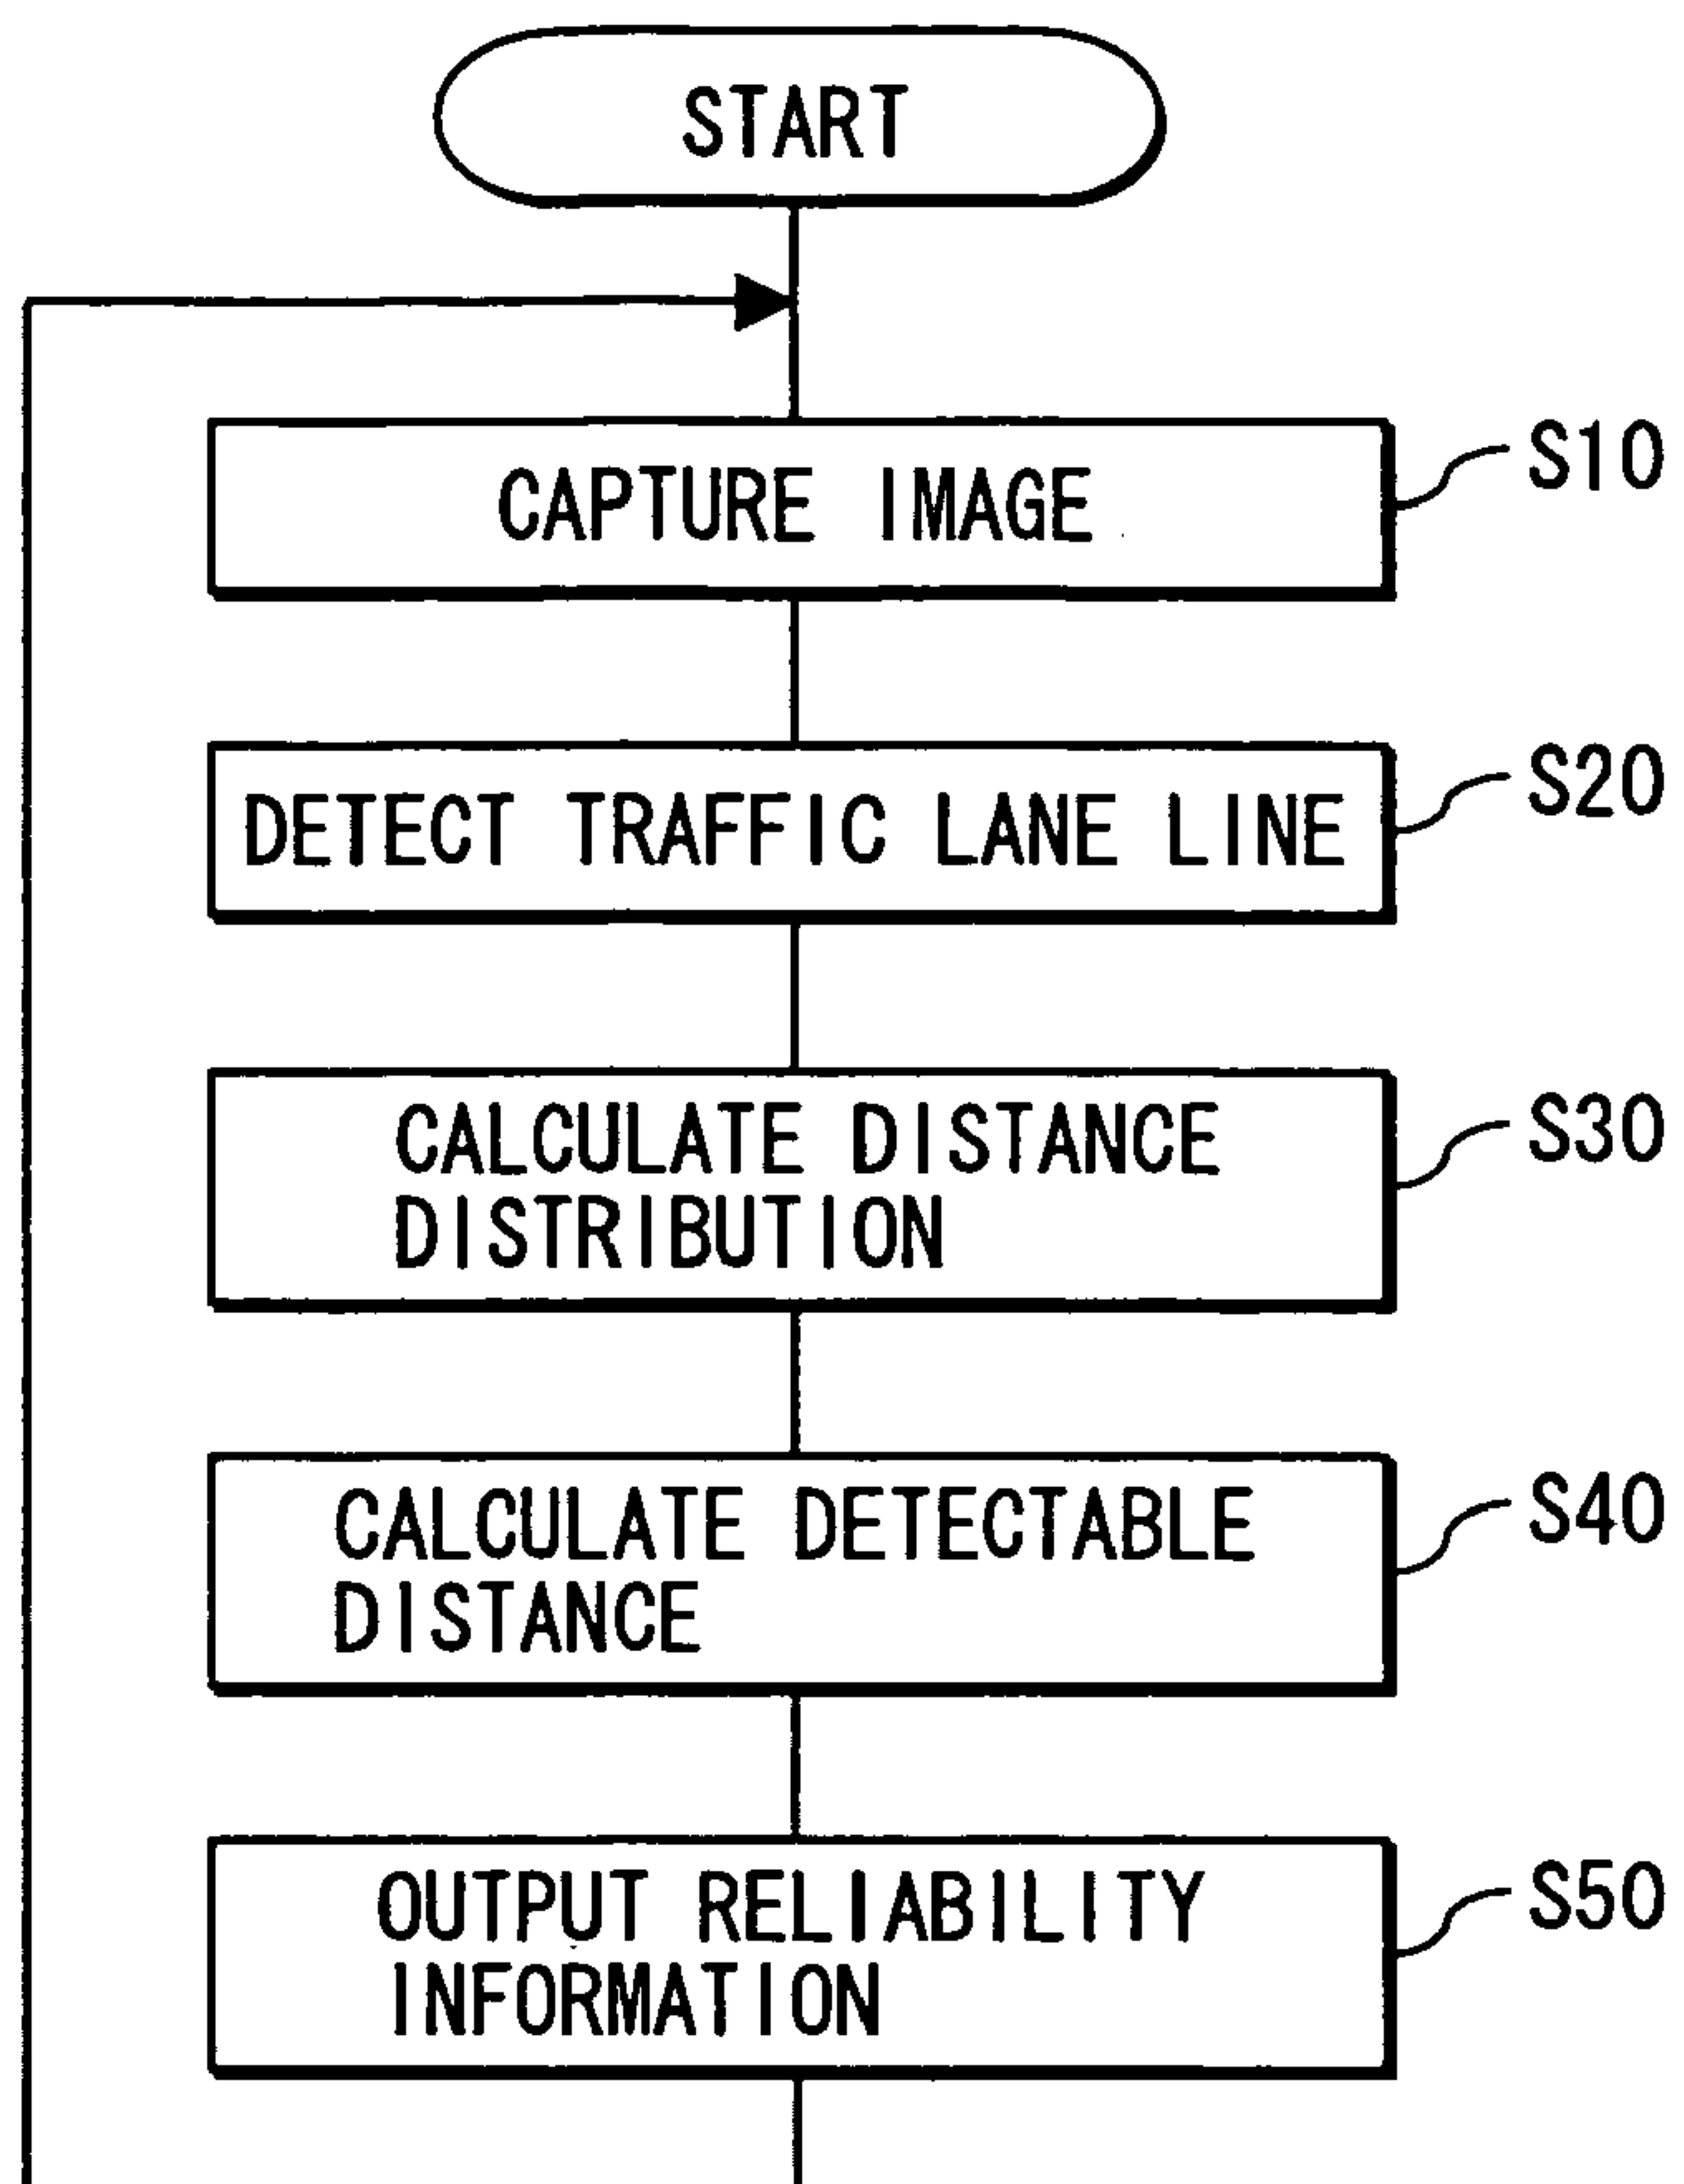 START
CAPTURE IMAGE
S10
DETECT TRAFFIC LANE LINE
S20
CALCULATE DISTANCE
DISTRIBUTION
S30
CALCULATE DETECTABLE
DISTANCE
S40
OUTPUT RELIABILITY
INFORMATION
S50